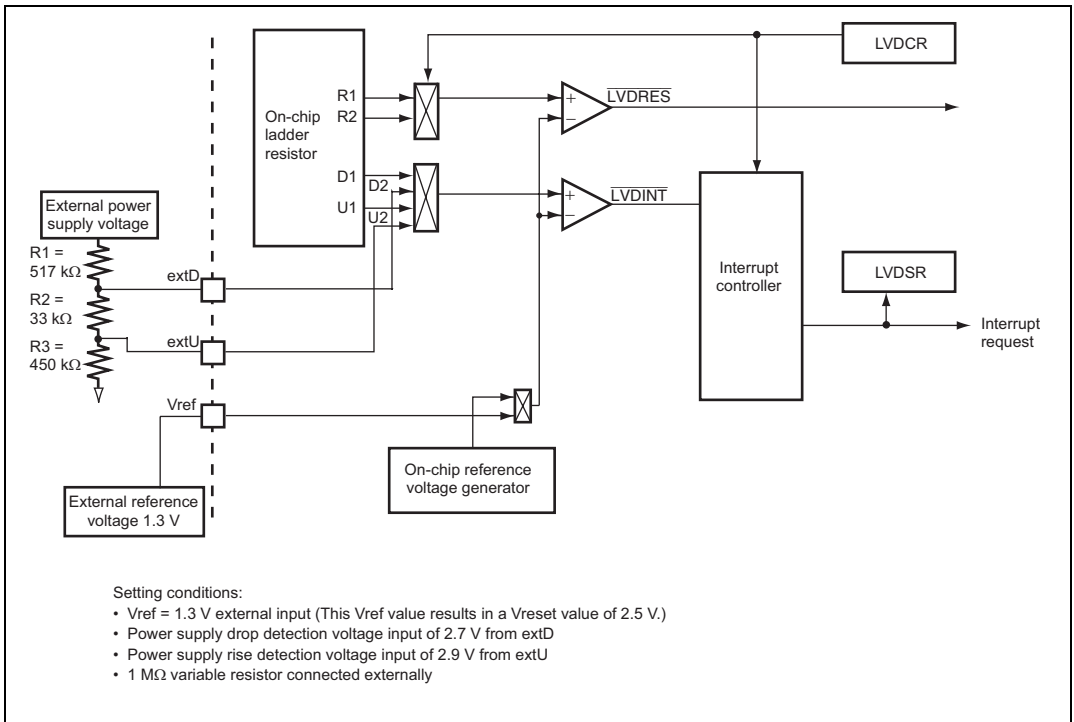 LVDCR
R1
R2
On-chip
ladder
resistor
LVDRES
D1
D2
U1
U2
LVDINT
External power
supply voltage
R1 =
517 kΩ
extD
R2 =
33 kΩ
extU
R3 =
450 kΩ
Interrupt
controller
LVDSR
Interrupt
request
Vref
On-chip reference
voltage generator
External reference
voltage 1.3 V
Setting conditions:
• Vref = 1.3 V external input (This Vref value results in a Vreset value of 2.5 V.)
• Power supply drop detection voltage input of 2.7 V from extD
• Power supply rise detection voltage input of 2.9 V from extU
• 1 MΩ variable resistor connected externally